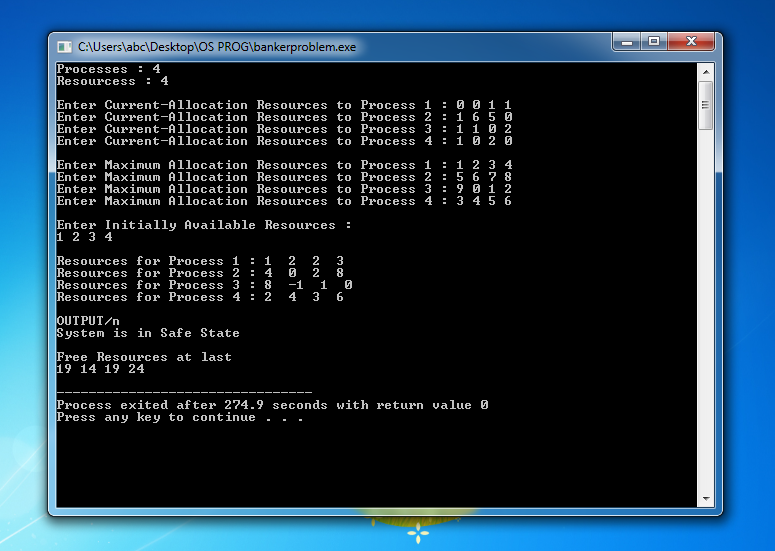 C:\Users\abc\Desktop\OS PROG\bankerproblem.exe
Processes : 4
Resourcess : 4
Enter Current-Allocation Resources to Process 1 : 0 0 1 1
Enter Current-Allocation Resources to Process 2 : 1 6 5 0
Enter Current-Allocation Resources to Process 3 : 1 1 0 2
Enter Current-Allocation Resources to Process 4 : 1 0 2 0
Enter Maximum Allocation Resources to Process 1 : 1 2 3 4
Enter Maximum Allocation Resources to Process 2 : 5 6 7 8
Enter Maximum Allocation Resources to Process 3 : 9 0 1 2
Enter Maximum Allocation Resources to Process 4 : 3 4 5 6
Enter Initially Available Resources :
1 2 3 4
Resources for Process 1 : 1  2  2  3
Resources for Process 2 : 4  0  2  8
Resources for Process 3 : 8  -1  1  0
Resources for Process 4 : 2  4  3  6
OUTPUT/n
System is in Safe State
Free Resources at last
19 14 19 24
--------------------------------
Process exited after 274.9 seconds with return value 0
Press any key to continue . . .